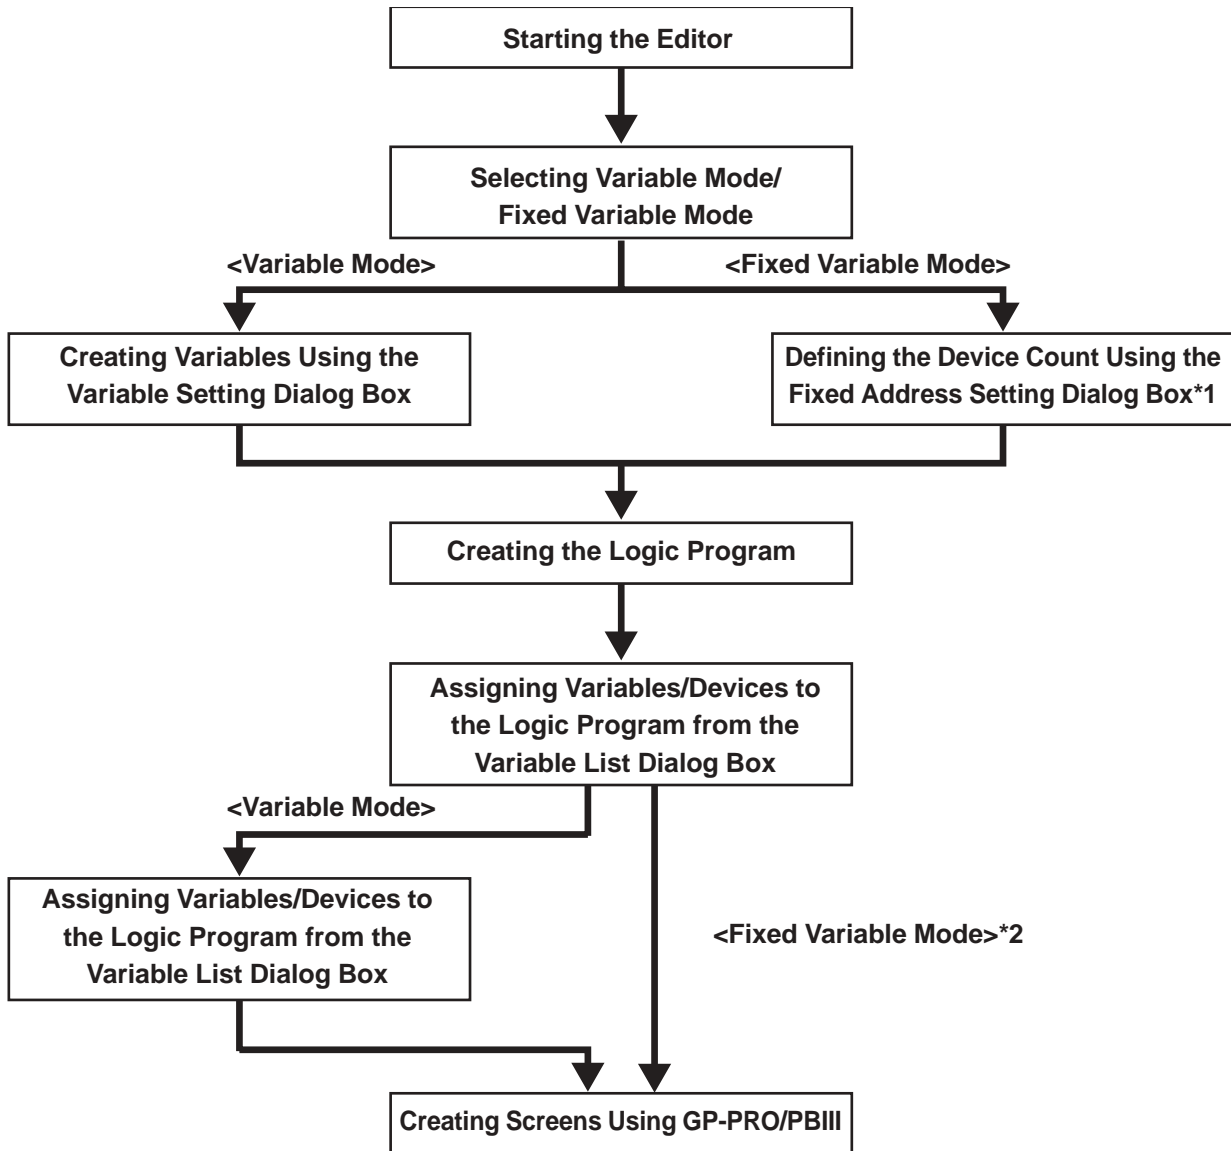 Starting the Editor
Selecting Variable Mode/
Fixed Variable Mode
<Variable Mode>
<Fixed Variable Mode>
Creating Variables Using the
Variable Setting Dialog Box
Defining the Device Count Using the
Fixed Address Setting Dialog Box*1
Creating the Logic Program
Assigning Variables/Devices to
the Logic Program from the
Variable List Dialog Box
<Variable Mode>
Assigning Variables/Devices to
the Logic Program from the
Variable List Dialog Box
<Fixed Variable Mode>*2
Creating Screens Using GP-PRO/PBIII